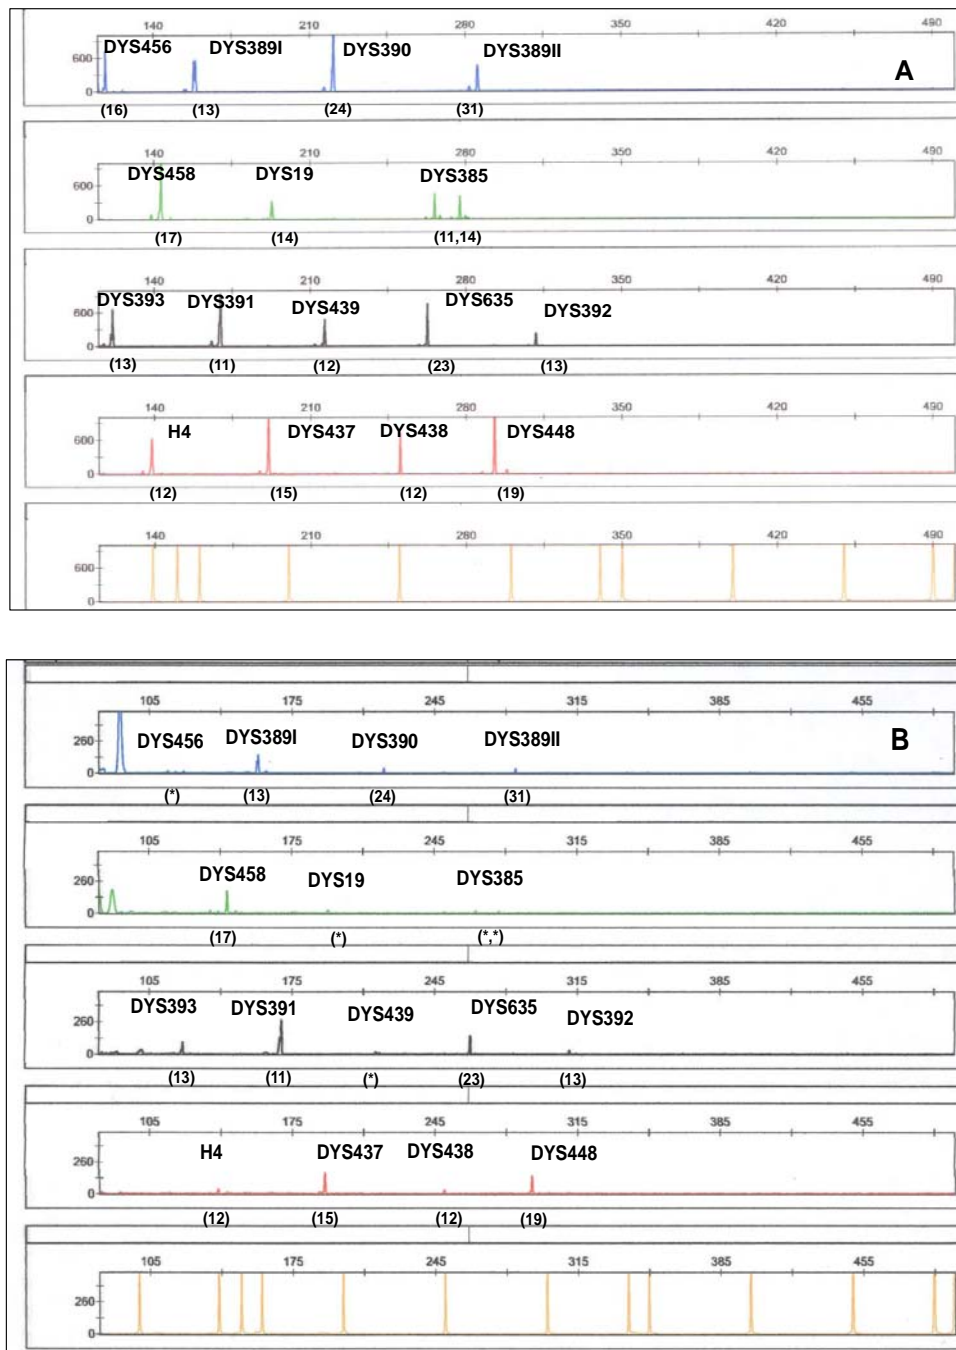 140 210 280 350 420 490
DYS456 DYS389I DYS390 DYS389II A
600
0
(16) (13) (24) (31)
140 210 280 350 420 490
DYS458 DYS19 DYS385
600
0
(17) (14) (11,14)
140 210 280 350 420 490
DYS393 DYS391 DYS439 DYS635 DYS392
600
0
(13) (11) (12) (23) (13)
140 210 280 350 420 490
H4 DYS437 DYS438 DYS448
600
0
(12) (15) (12) (19)
140 210 280 350 420 490
600
0
105 175 245 315 385 455
DYS456 DYS389I DYS390 DYS389II B
260
0
(*) (13) (24) (31)
105 175 245 315 385 455
DYS458 DYS19 DYS385
260
0
(17) (*) (*,*)
105 175 245 315 385 455
DYS393 DYS391 DYS439 DYS635 DYS392
260
0
(13) (11) (*) (23) (13)
105 175 245 315 385 455
H4 DYS437 DYS438 DYS448
260
0
(12) (15) (12) (19)
105 175 245 315 385 455
260
0